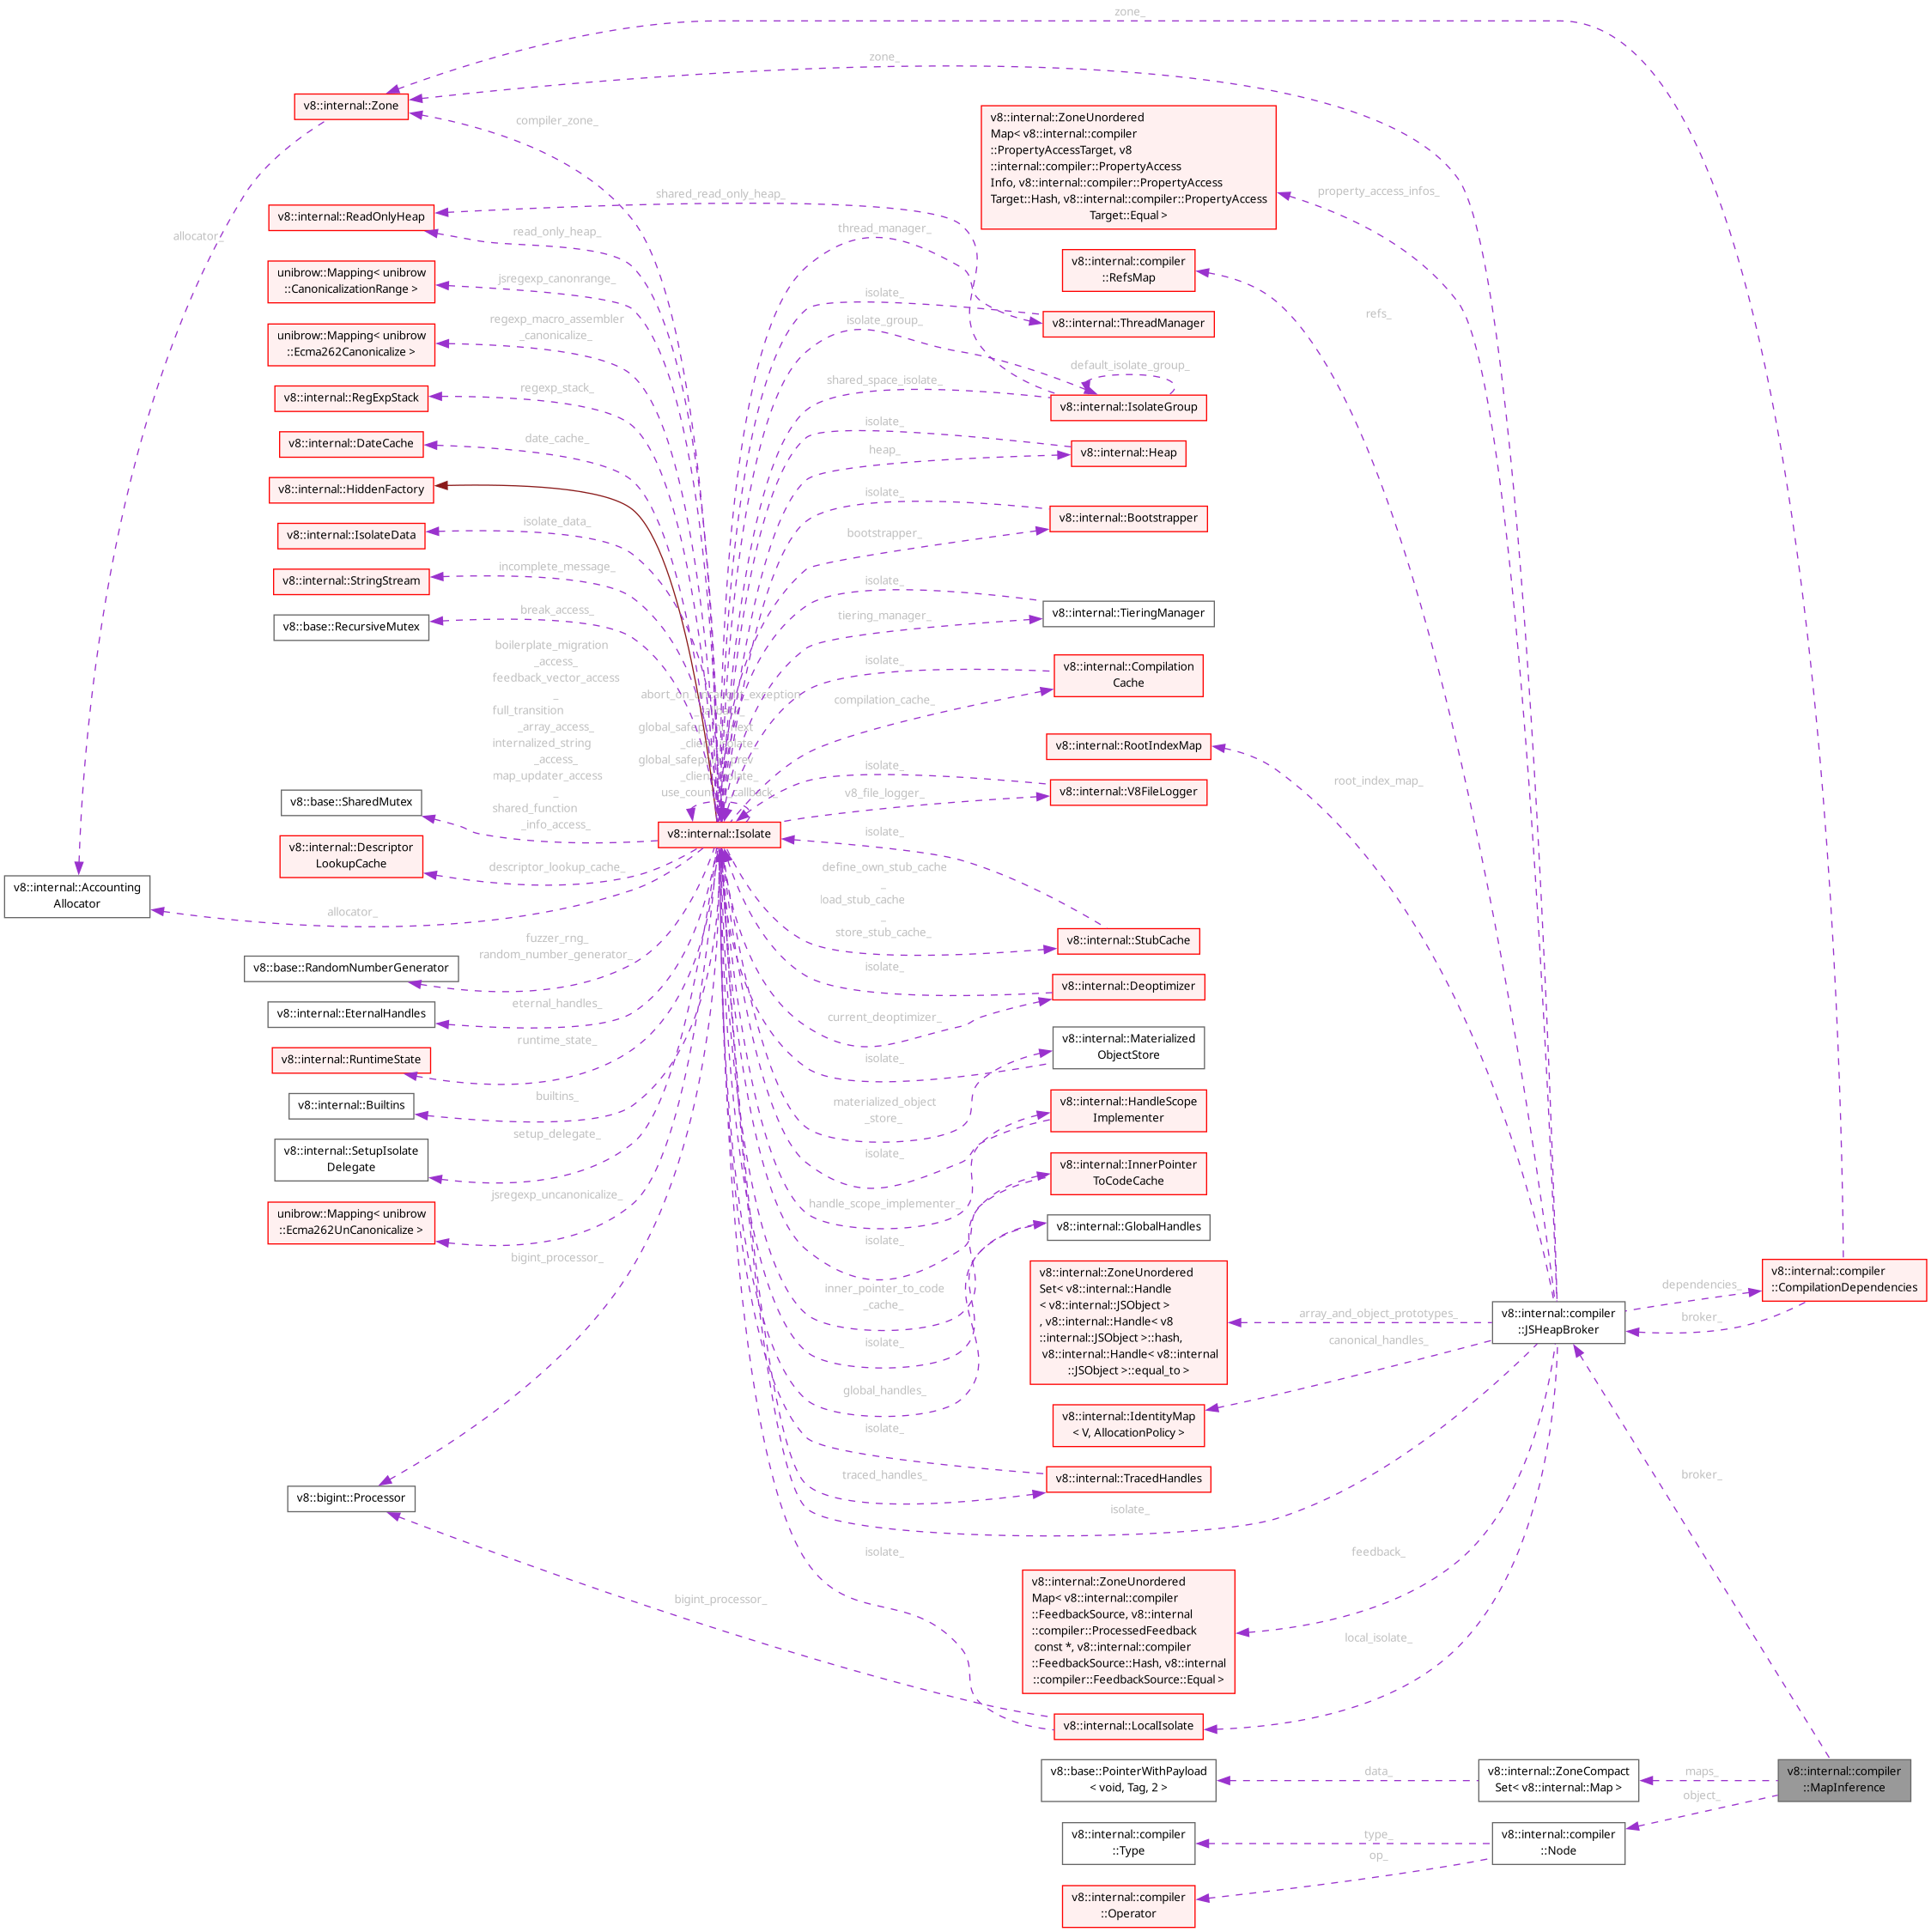 zone_
zone_
v8::internal::Zone
compiler_zone_
v8::internal::ZoneUnordered
Map< v8::internal::compiler
::PropertyAccessTarget, v8
::internal::compiler::PropertyAccess
Info, v8::internal::compiler::PropertyAccess
Target::Hash, v8::internal::compiler::PropertyAccess
Target::Equal >
property_access_infos_
shared_read_only_heap_
v8::internal::ReadOnlyHeap
read_only_heap_
thread_manager_
allocator_
unibrow::Mapping< unibrow
::CanonicalizationRange >
jsregexp_canonrange_
v8::internal::compiler
::RefsMap
refs_
isolate_
v8::internal::ThreadManager
unibrow::Mapping< unibrow
::Ecma262Canonicalize >
regexp_macro_assembler
_canonicalize_
isolate_group_
default_isolate_group_
v8::internal::RegExpStack
regexp_stack_
shared_space_isolate_
v8::internal::IsolateGroup
v8::internal::DateCache
date_cache_
isolate_
heap_
v8::internal::Heap
v8::internal::HiddenFactory
isolate_
v8::internal::Bootstrapper
v8::internal::IsolateData
isolate_data_
bootstrapper_
v8::internal::StringStream
incomplete_message_
isolate_
v8::base::RecursiveMutex
break_access_
tiering_manager_
v8::internal::TieringManager
boilerplate_migration
_access_
feedback_vector_access
_
full_transition
_array_access_
internalized_string
_access_
map_updater_access
_
shared_function
_info_access_
isolate_
v8::internal::Compilation
Cache
compilation_cache_
global_safepoint_next
_client_isolate_
global_safepoint_prev
_client_isolate_
use_counter_callback_
v8::internal::RootIndexMap
root_index_map_
isolate_
v8_file_logger_
v8::internal::V8FileLogger
v8::base::SharedMutex
v8::internal::Isolate
isolate_
v8::internal::Descriptor
LookupCache
descriptor_lookup_cache_
define_own_stub_cache
_
load_stub_cache
_
store_stub_cache_
v8::internal::StubCache
v8::internal::Accounting
Allocator
allocator_
v8::base::RandomNumberGenerator
fuzzer_rng_
random_number_generator_
isolate_
v8::internal::Deoptimizer
v8::internal::EternalHandles
eternal_handles_
current_deoptimizer_
v8::internal::RuntimeState
runtime_state_
isolate_
v8::internal::Materialized
ObjectStore
v8::internal::Builtins
builtins_
materialized_object
_store_
v8::internal::HandleScope
Implementer
v8::internal::SetupIsolate
Delegate
setup_delegate_
isolate_
v8::internal::InnerPointer
ToCodeCache
unibrow::Mapping< unibrow
::Ecma262UnCanonicalize >
jsregexp_uncanonicalize_
handle_scope_implementer_
v8::internal::GlobalHandles
bigint_processor_
isolate_
inner_pointer_to_code
_cache_
isolate_
global_handles_
v8::internal::ZoneUnordered
Set< v8::internal::Handle
< v8::internal::JSObject >
, v8::internal::Handle< v8
::internal::JSObject >::hash,
v8::internal::Handle< v8::internal
::JSObject >::equal_to >
array_and_object_prototypes_
v8::internal::compiler
::JSHeapBroker
dependencies_
broker_
v8::internal::compiler
::CompilationDependencies
canonical_handles_
v8::internal::IdentityMap
< V, AllocationPolicy >
isolate_
traced_handles_
v8::internal::TracedHandles
v8::bigint::Processor
isolate_
broker_
isolate_
bigint_processor_
feedback_
v8::internal::ZoneUnordered
Map< v8::internal::compiler
::FeedbackSource, v8::internal
::compiler::ProcessedFeedback
const *, v8::internal::compiler
::FeedbackSource::Hash, v8::internal
::compiler::FeedbackSource::Equal >
local_isolate_
v8::internal::LocalIsolate
v8::base::PointerWithPayload
< void, Tag, 2 >
data_
v8::internal::ZoneCompact
Set< v8::internal::Map >
maps_
v8::internal::compiler
::MapInference
object_
v8::internal::compiler
::Type
type_
op_
v8::internal::compiler
::Node
v8::internal::compiler
::Operator